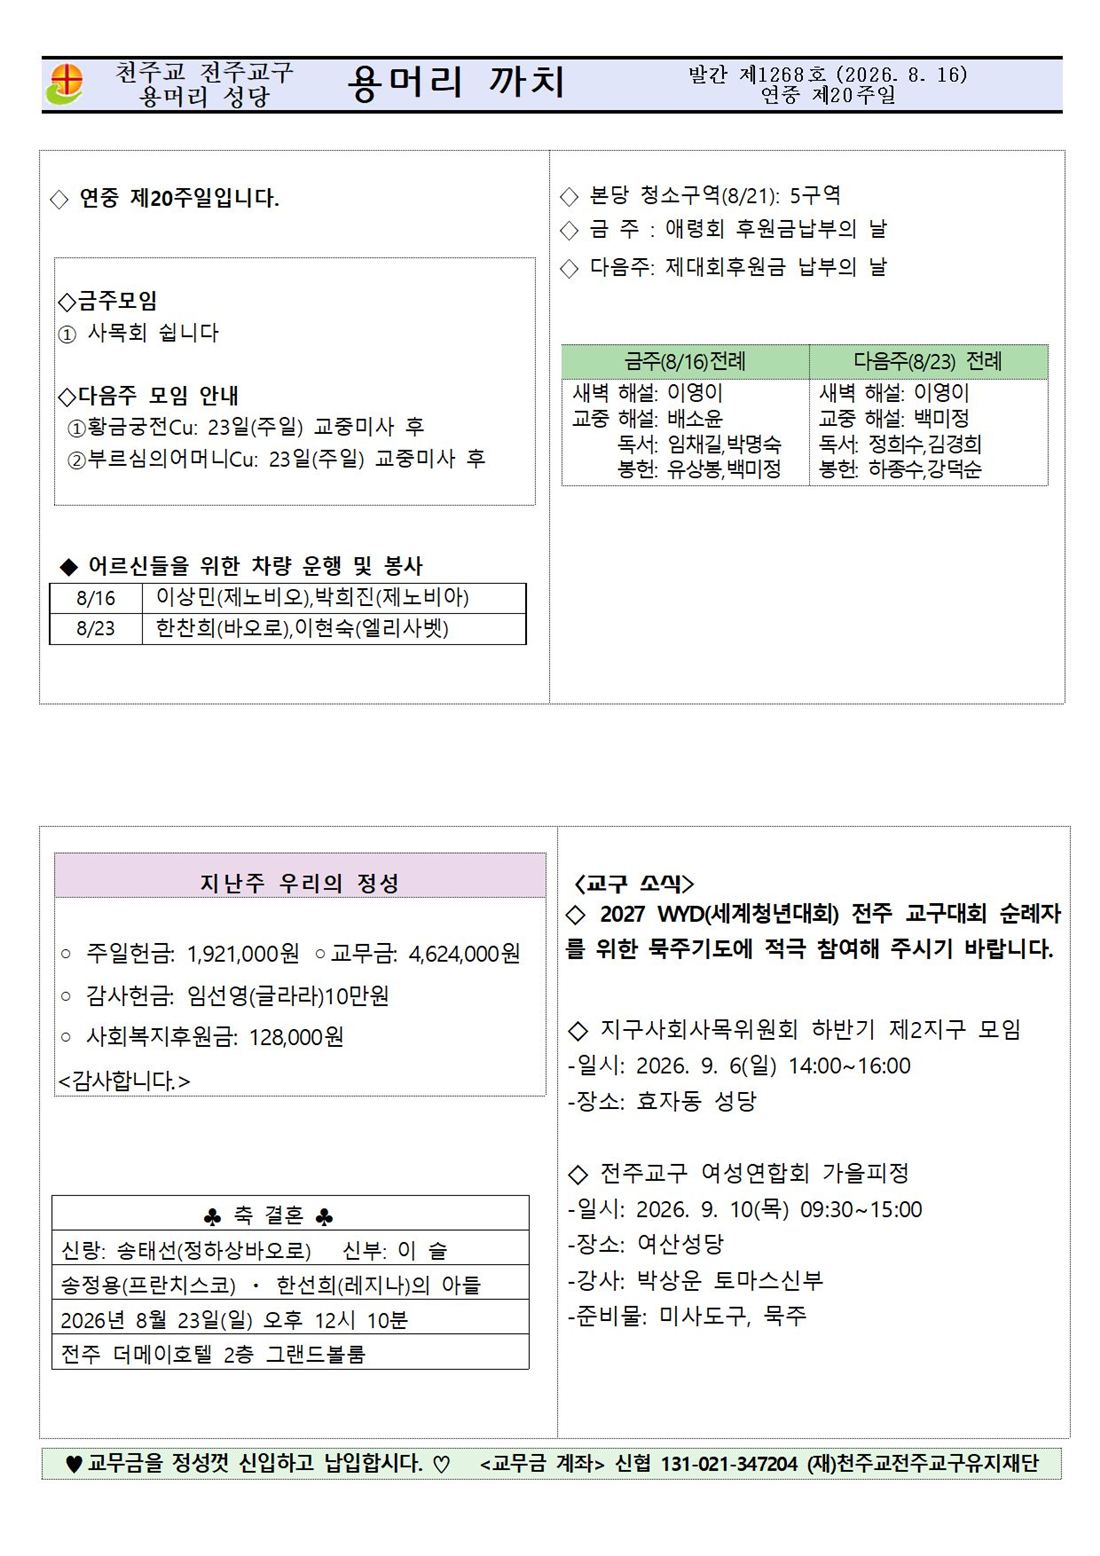 천주교 전주교구
용머리 성당
용머리 까치
발간 제1268호 (2026. 8. 16)
연중 제20주일
◇ 연중 제20주일입니다.
◇금주모임
① 사목회 쉽니다
◇다음주 모임 안내
①황금궁전Cu: 23일(주일) 교중미사 후
②부르심의어머니Cu: 23일(주일) 교중미사 후
◆ 어르신들을 위한 차량 운행 및 봉사
8/16 이상민(제노비오),박희진(제노비아)
8/23 한찬희(바오로),이현숙(엘리사벳)
◇ 본당 청소구역(8/21): 5구역
◇ 금 주 : 애령회 후원금납부의 날
◇ 다음주: 제대회후원금 납부의 날
금주(8/16)전례 다음주(8/23) 전례
새벽 해설: 이영이 새벽 해설: 이영이
교중 해설: 배소윤 교중 해설: 백미정
독서: 임채길,박명숙 독서: 정희수,김경희
봉헌: 유상봉,백미정 봉헌: 하종수,강덕순
지난주 우리의 정성
○ 주일헌금: 1,921,000원 ○교무금: 4,624,000원
○ 감사헌금: 임선영(글라라)10만원
○ 사회복지후원금: 128,000원
<감사합니다.>
♣ 축 결혼 ♣
신랑: 송태선(정하상바오로) 신부: 이 슬
송정용(프란치스코) · 한선희(레지나)의 아들
2026년 8월 23일(일) 오후 12시 10분
전주 더메이호텔 2층 그랜드볼룸
<교구 소식>
◇ 2027 WYD(세계청년대회) 전주 교구대회 순례자
를 위한 묵주기도에 적극 참여해 주시기 바랍니다.
◇ 지구사회사목위원회 하반기 제2지구 모임
-일시: 2026. 9. 6(일) 14:00~16:00
-장소: 효자동 성당
◇ 전주교구 여성연합회 가을피정
-일시: 2026. 9. 10(목) 09:30~15:00
-장소: 여산성당
-강사: 박상운 토마스신부
-준비물: 미사도구, 묵주
♥교무금을 정성껏 신입하고 납입합시다. ♡ <교무금 계좌> 신협 131-021-347204 (재)천주교전주교구유지재단